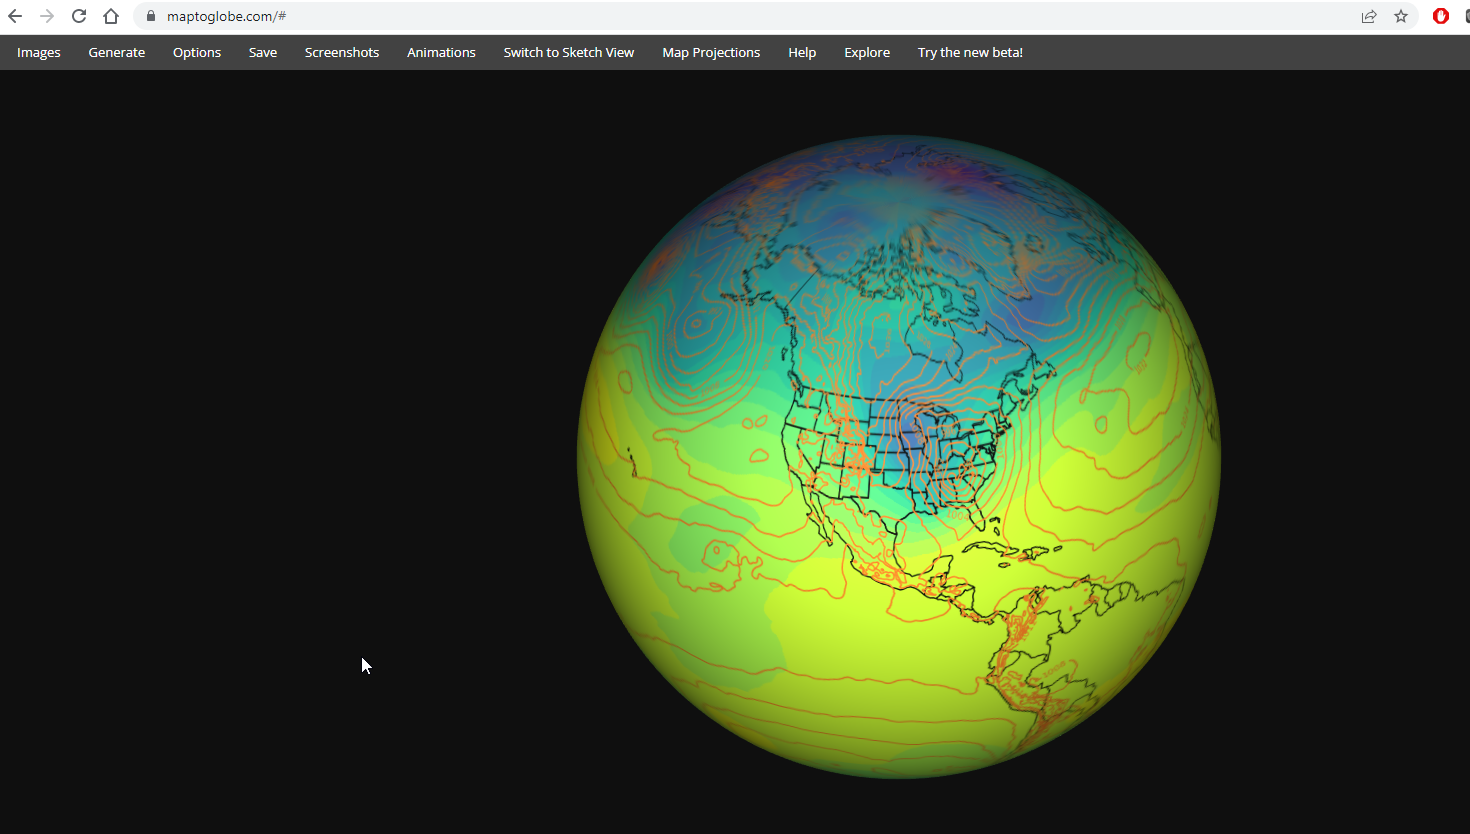 maptoglobe.com/#
Images Generate Options Save Screenshots Animations Switch to Sketch View Map Projections Help Explore Try the new beta!
1008